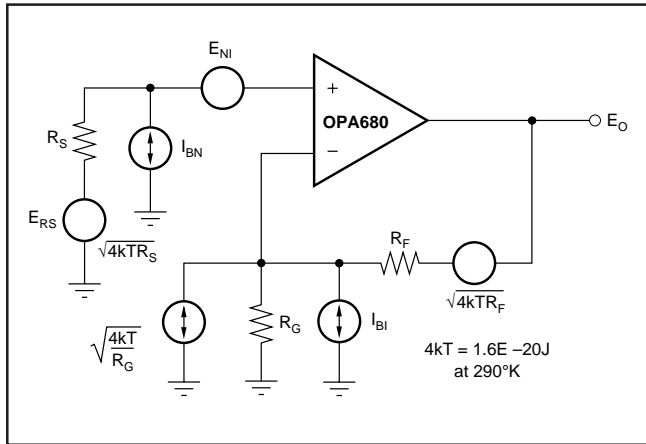 E_NI
+
OPA680
−
E_O
R_S
I_BN
E_RS
√4kTR_S
R_F
√4kTR_F
√4kT/R_G
R_G
I_BI
4kT = 1.6E –20J
at 290°K